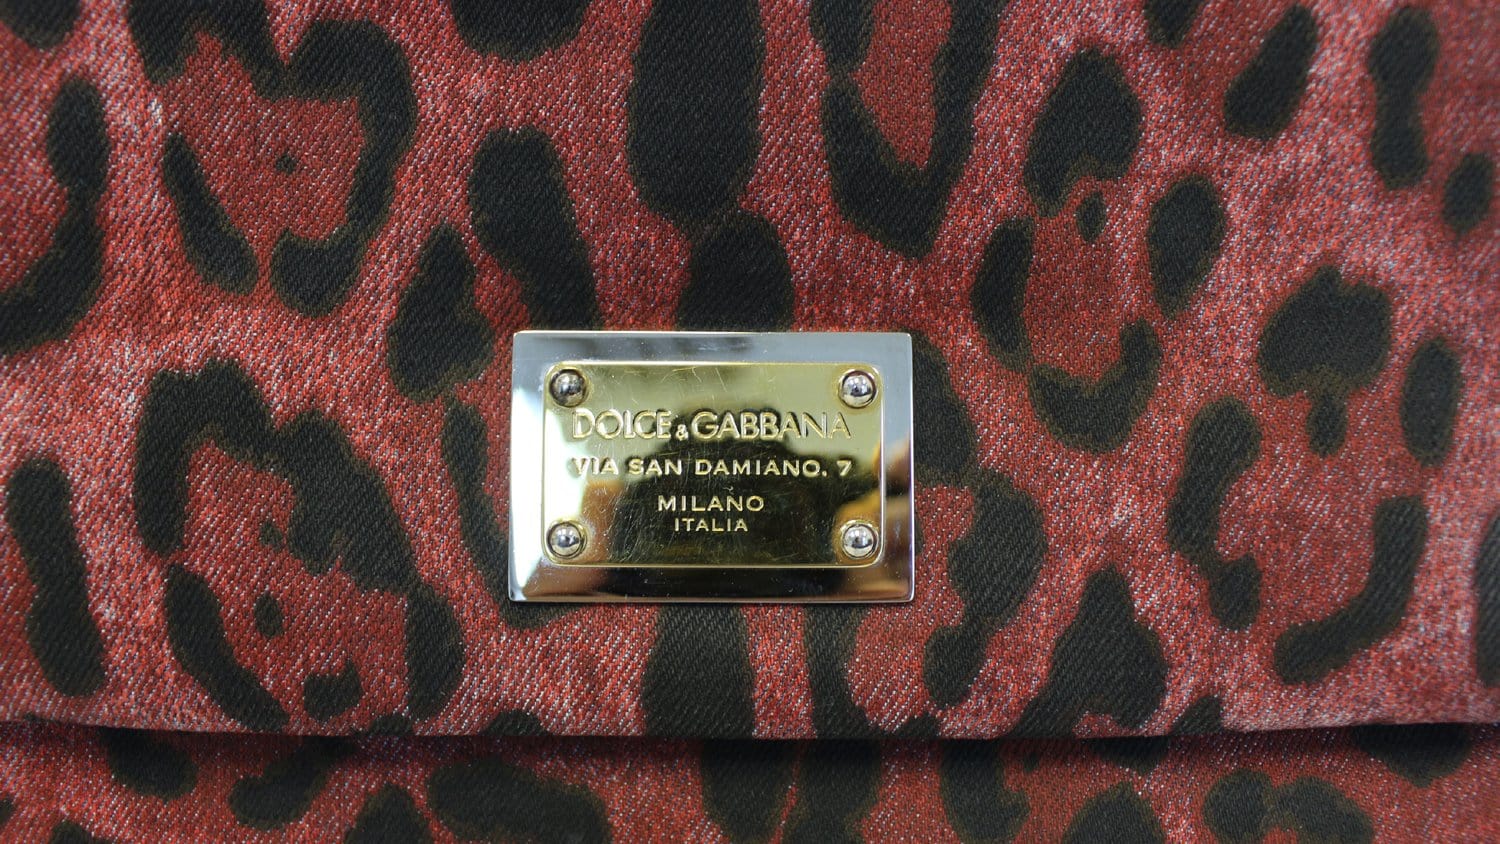 DOLCE & GABBANA
VIA SAN DAMIANO. 7
MILANO
ITALIA